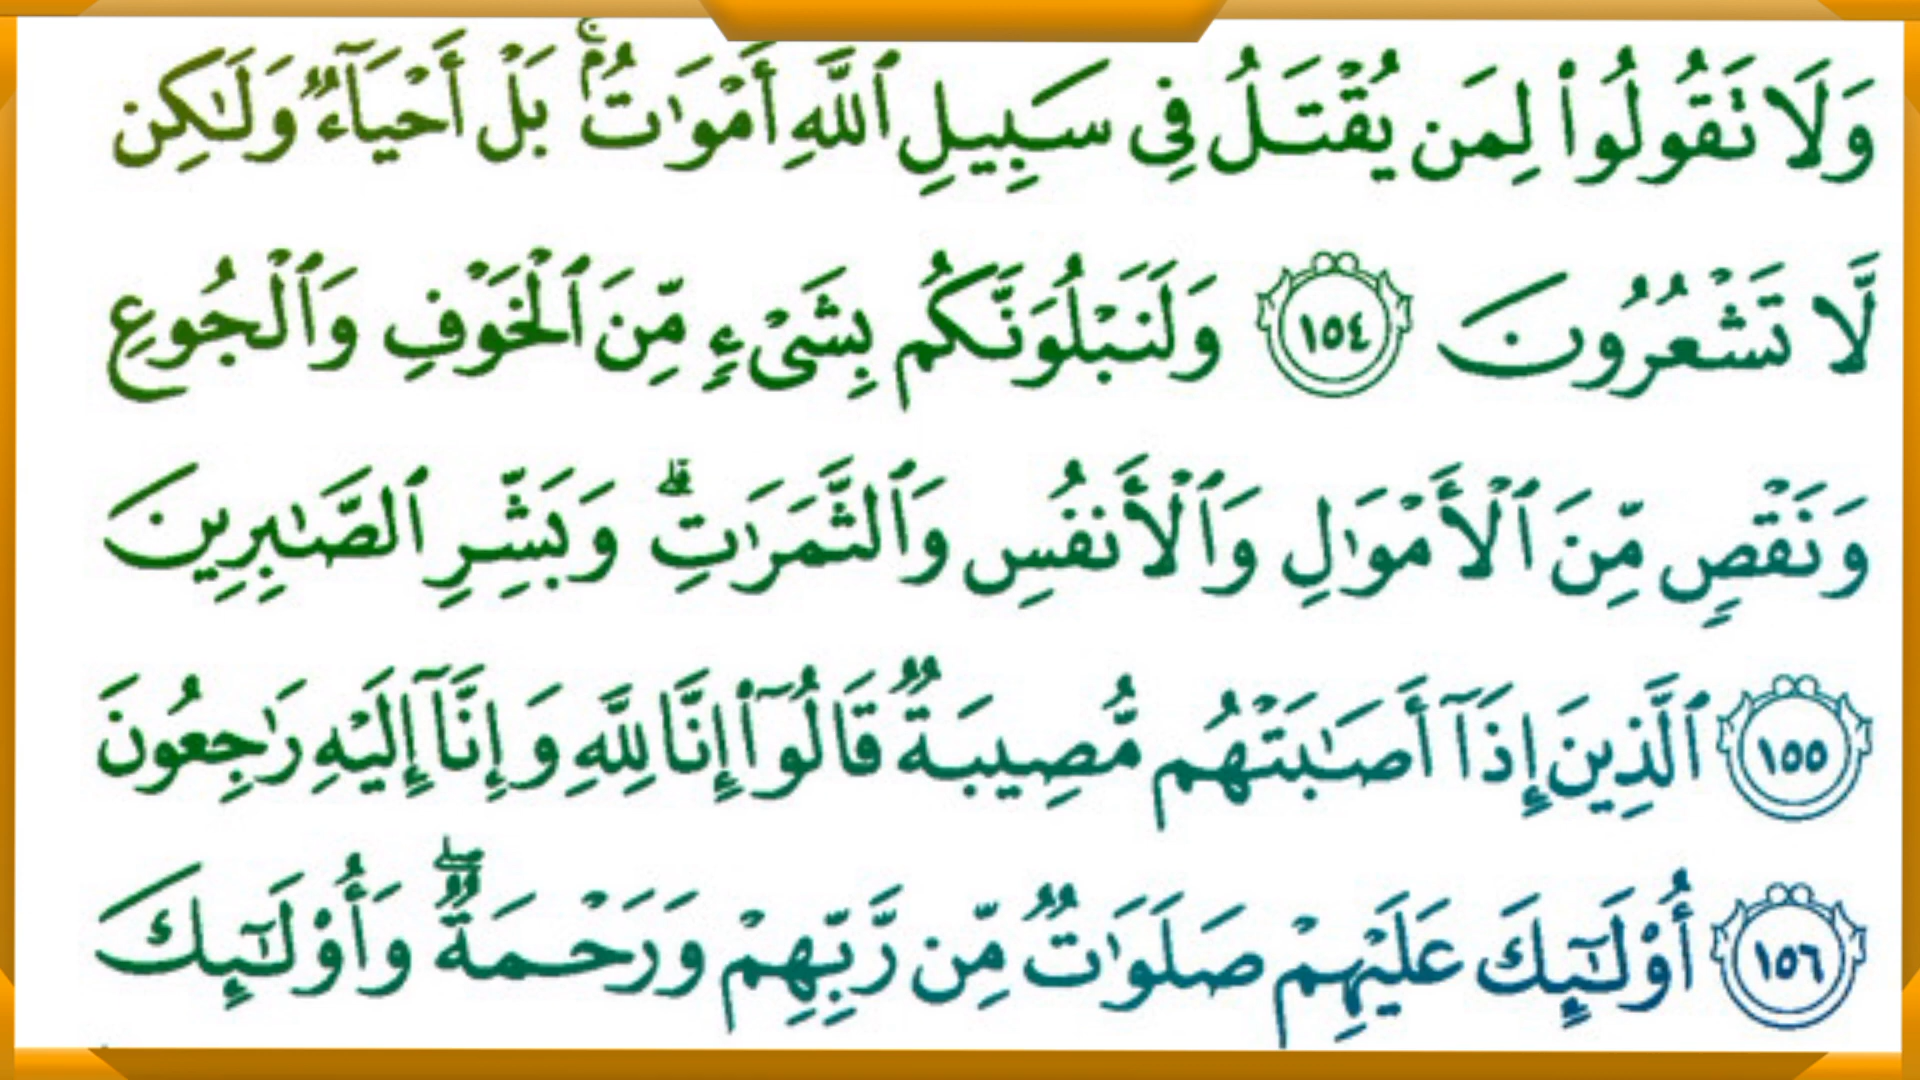 وَلَا تَقُولُوا۟ لِمَن يُقْتَلُ فِى سَبِيلِ ٱللَّهِ أَمْوَٰتٌۢ ۚ بَلْ أَحْيَآءٌ وَلَـٰكِن
لَّا تَشْعُرُونَ ١٥٤ وَلَنَبْلُوَنَّكُم بِشَىْءٍ مِّنَ ٱلْخَوْفِ وَٱلْجُوعِ
وَنَقْصٍ مِّنَ ٱلْأَمْوَٰلِ وَٱلْأَنفُسِ وَٱلثَّمَرَٰتِ ۗ وَبَشِّرِ ٱلصَّـٰبِرِينَ
١٥٥ ٱلَّذِينَ إِذَآ أَصَـٰبَتْهُم مُّصِيبَةٌ قَالُوٓا۟ إِنَّا لِلَّهِ وَإِنَّآ إِلَيْهِ رَٰجِعُونَ
١٥٦ أُو۟لَـٰٓئِكَ عَلَيْهِمْ صَلَوَٰتٌ مِّن رَّبِّهِمْ وَرَحْمَةٌ ۖ وَأُو۟لَـٰٓئِكَ